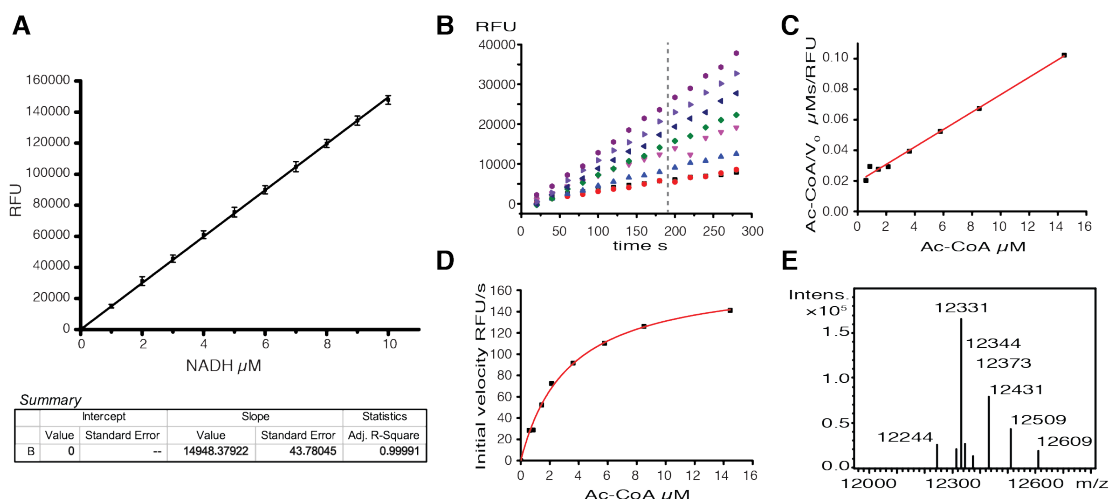 A
RFU
160000
140000
120000
100000
80000
60000
40000
20000
0
0 2 4 6 8 10
NADH µM
Summary
Intercept Slope Statistics
Value Standard Error Value Standard Error Adj. R-Square
B 0 -- 14948.37922 43.78045 0.99991
B
RFU
40000
30000
20000
10000
0
0 50 100 150 200 250 300
time s
C
Ac-CoA/Vo µMs/RFU
0.10
0.08
0.06
0.04
0.02
0.00
0 2 4 6 8 10 12 14 16
Ac-CoA µM
D
Initial velocity RFU/s
160
140
120
100
80
60
40
20
0
0 2 4 6 8 10 12 14 16
Ac-CoA µM
E
Intens.
x10⁵
1.5
1.0
0.5
0.0
12331
12344
12373
12431
12509
12244
12609
12000 12300 12600 m/z